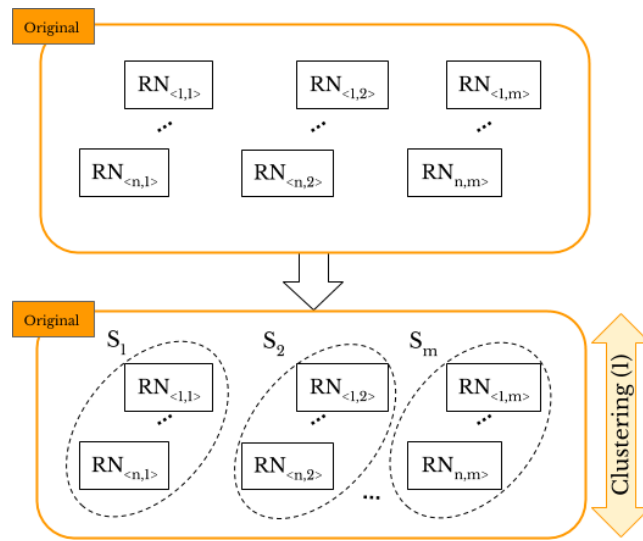 Original
RN<1,1> RN<1,2> RN<1,m>
... ... ...
RN<n,1> RN<n,2> RNn,m>
Original
S1 S2 Sm
RN<1,1> RN<1,2> RN<1,m>
... ... ...
RN<n,1> RN<n,2> RNn,m>
...
Clustering (1)